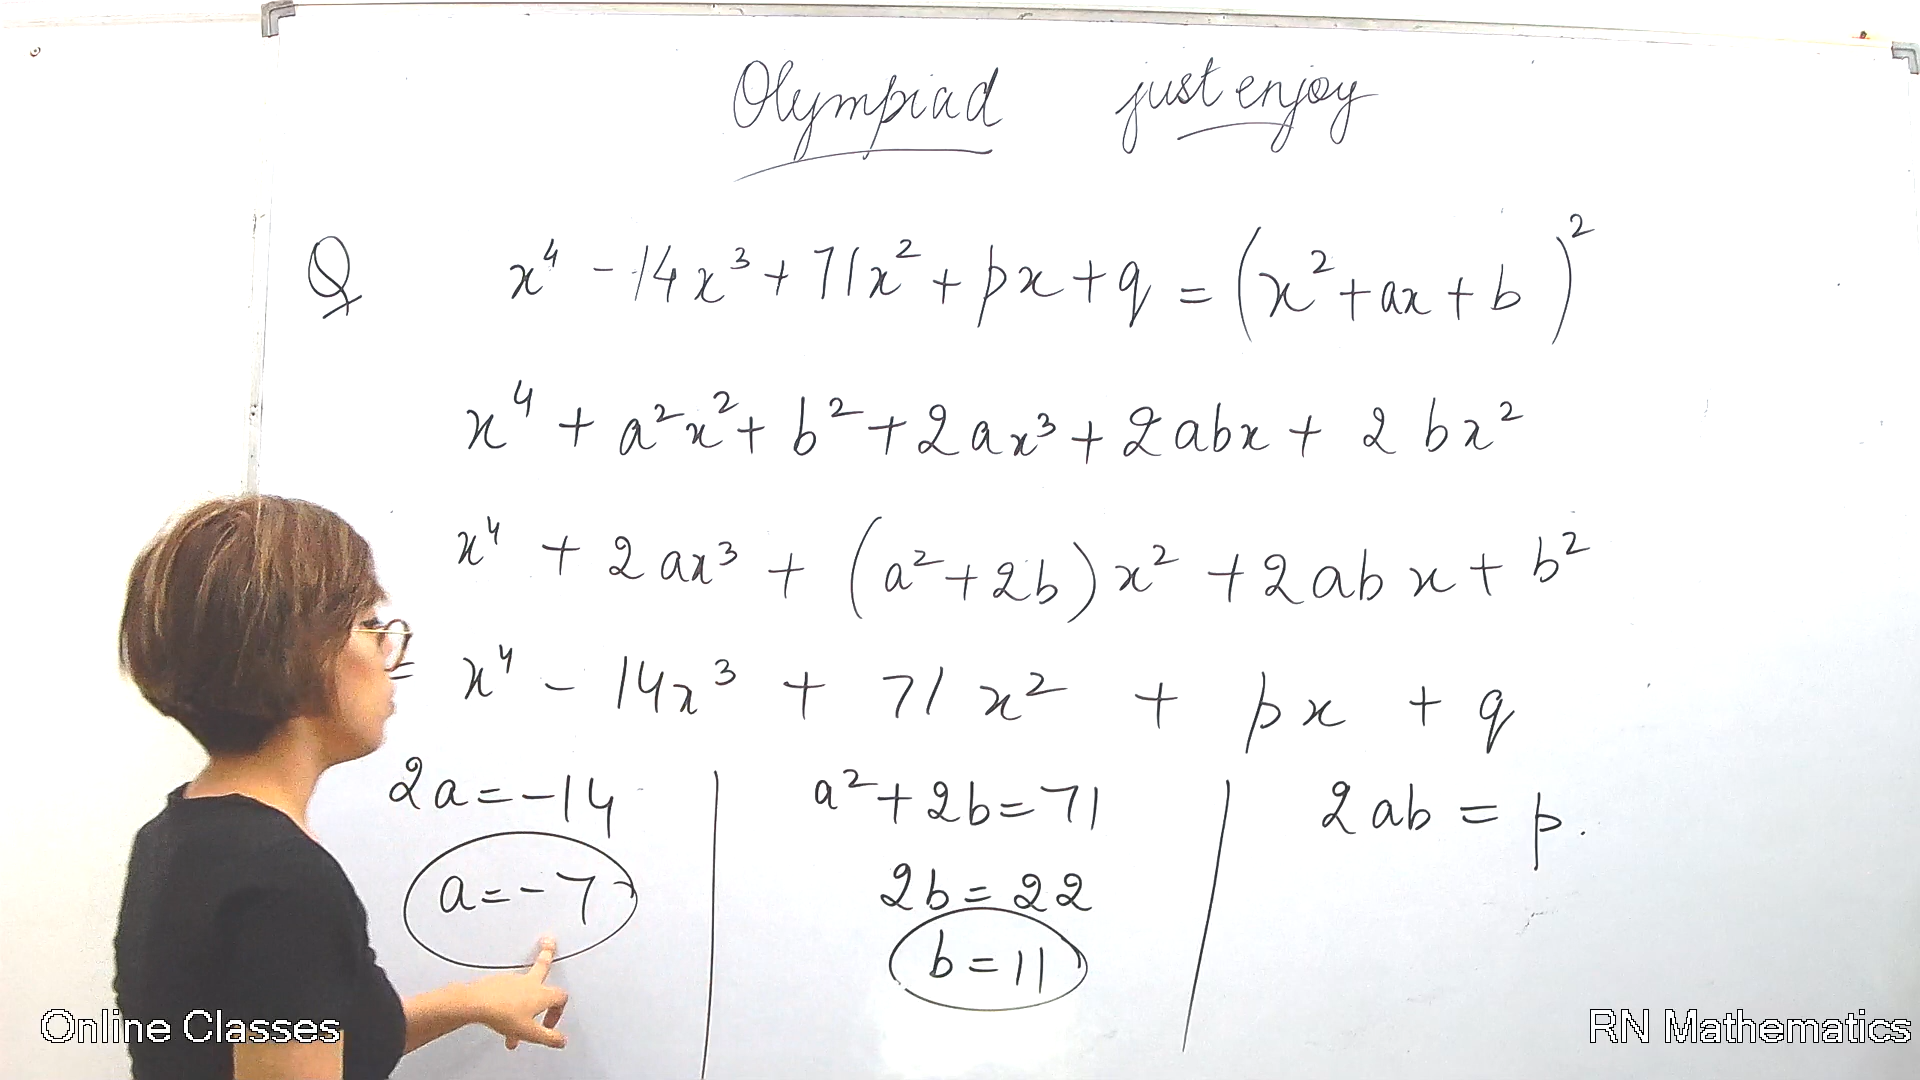 Olympiad just enjoy
Q x⁴ - 14x³ + 71x² + px + q = (x² + ax + b)²
x⁴ + a²x² + b² + 2ax³ + 2abx + 2bx²
x⁴ + 2ax³ + (a² + 2b)x² + 2abx + b²
= x⁴ - 14x³ + 71x² + px + q
2a = -14
a = -7
a² + 2b = 71
2b = 22
b = 11
2ab = p.
Online Classes
RN Mathematics